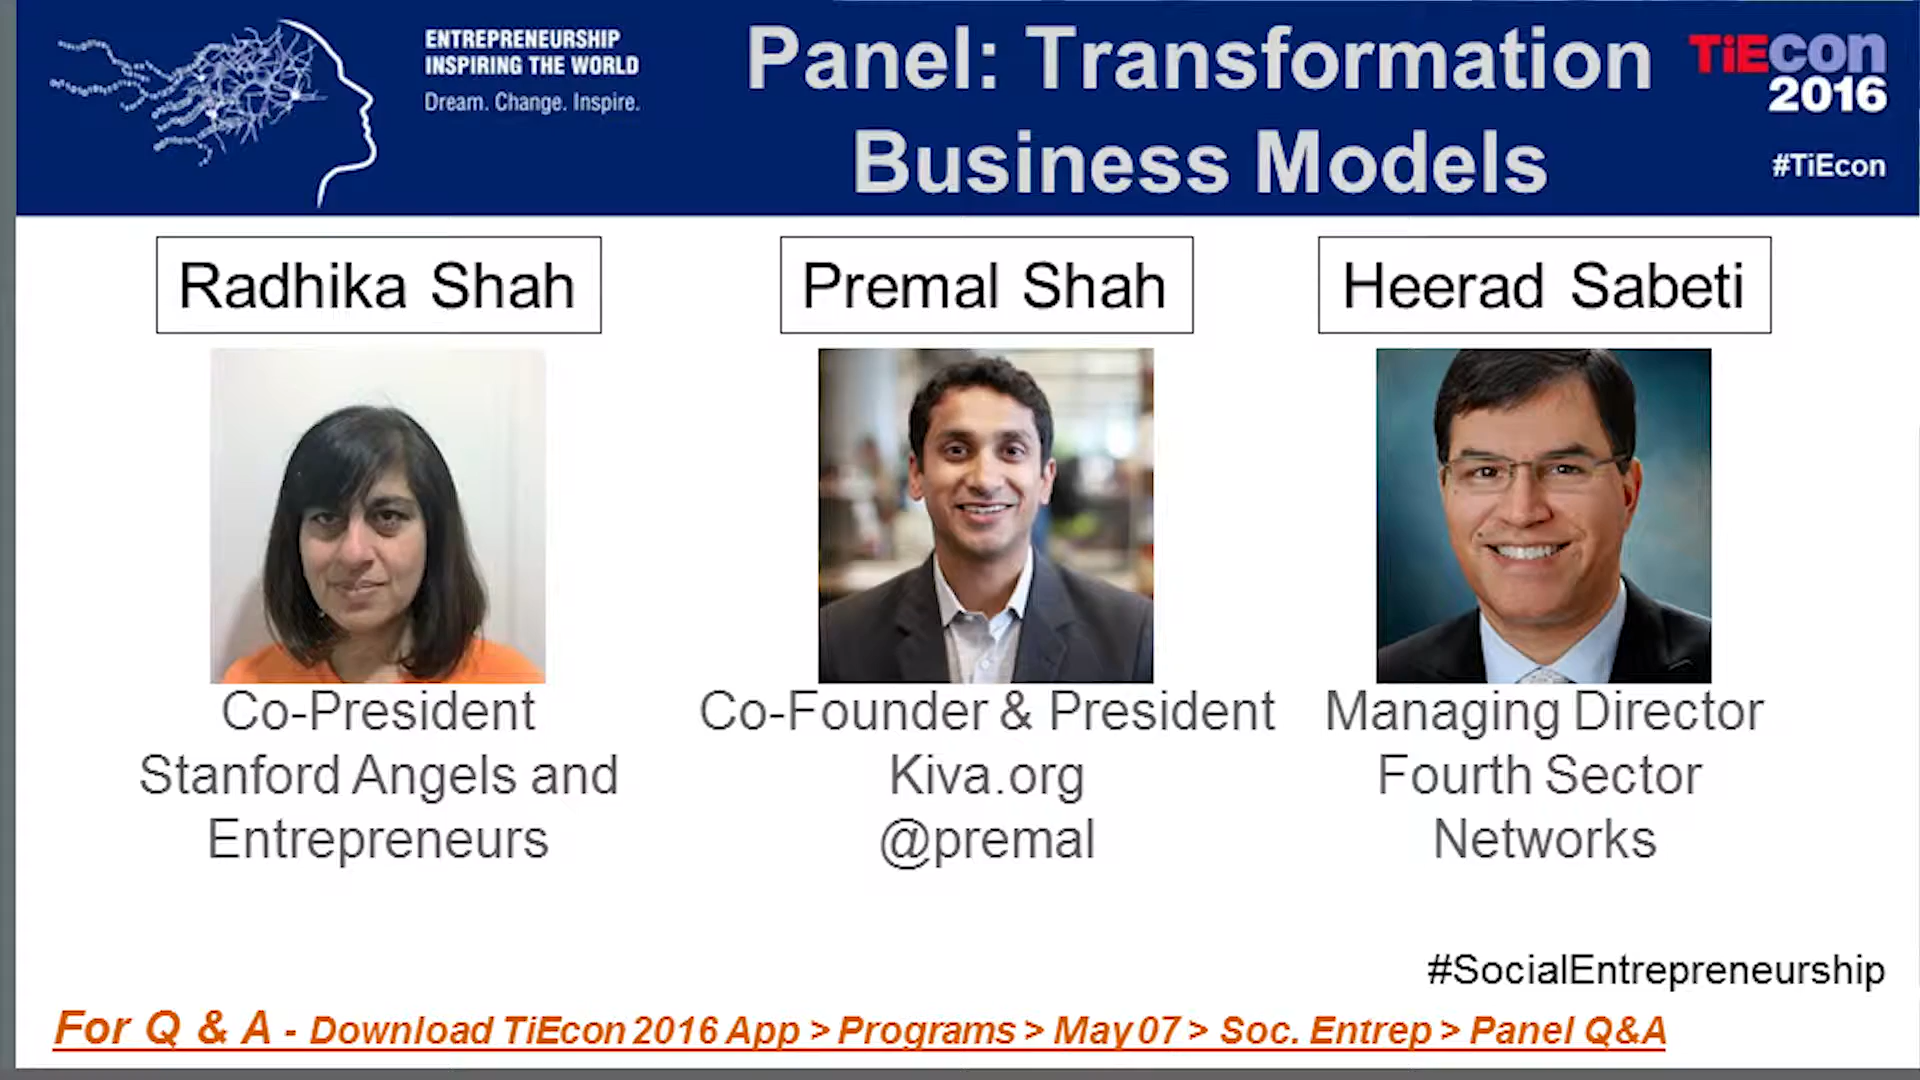 ENTREPRENEURSHIP
INSPIRING THE WORLD
Dream. Change. Inspire.
Panel: Transformation
Business Models
TiEcon
2016
#TiEcon
Radhika Shah
Co-President
Stanford Angels and
Entrepreneurs
Premal Shah
Co-Founder & President
Kiva.org
@premal
Heerad Sabeti
Managing Director
Fourth Sector
Networks
#SocialEntrepreneurship
For Q & A - Download TiEcon 2016 App > Programs > May 07 > Soc. Entrep > Panel Q&A